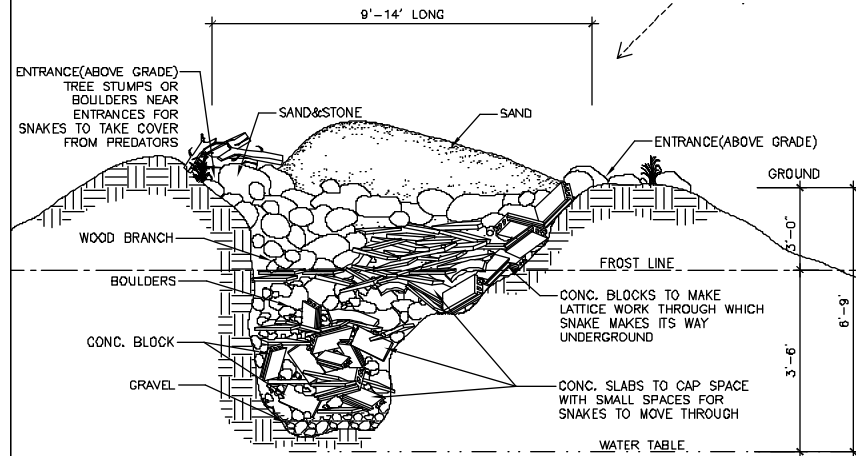 9'-14' LONG
ENTRANCE(ABOVE GRADE)
TREE STUMPS OR
BOULDERS NEAR
ENTRANCES FOR
SNAKES TO TAKE COVER
FROM PREDATORS
SAND&STONE
SAND
ENTRANCE(ABOVE GRADE)
GROUND
WOOD BRANCH
3'-0"
FROST LINE
BOULDERS
CONC. BLOCKS TO MAKE
LATTICE WORK THROUGH WHICH
SNAKE MAKES ITS WAY
UNDERGROUND
6'-6'
CONC. BLOCK
3'-6'
GRAVEL
CONC. SLABS TO CAP SPACE
WITH SMALL SPACES FOR
SNAKES TO MOVE THROUGH
WATER TABLE